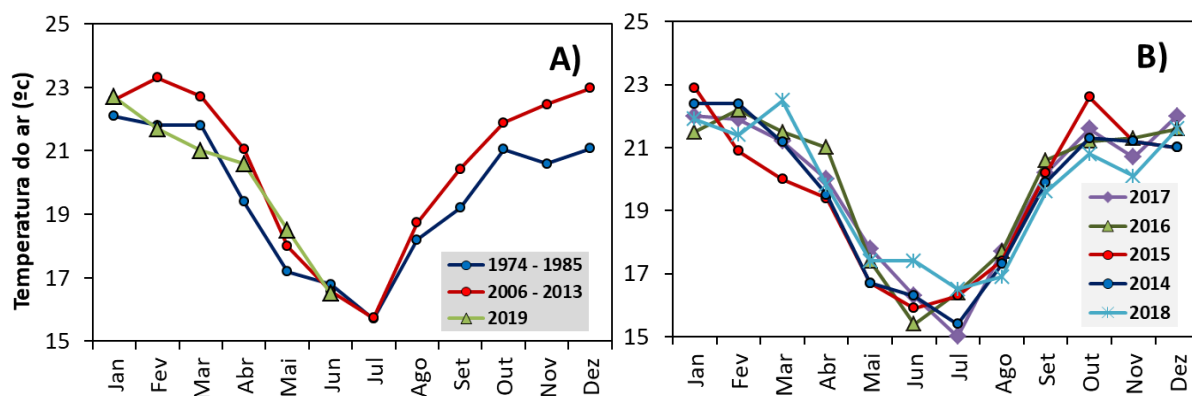 Temperatura do ar (ºc)
A)
25
23
21
19
17
15
Jan
Fev
Mar
Abr
Mai
Jun
Jul
Ago
Set
Out
Nov
Dez
1974 - 1985
2006 - 2013
2019
B)
25
23
21
19
17
15
Jan
Fev
Mar
Abr
Mai
Jun
Jul
Ago
Set
Out
Nov
Dez
2017
2016
2015
2014
2018